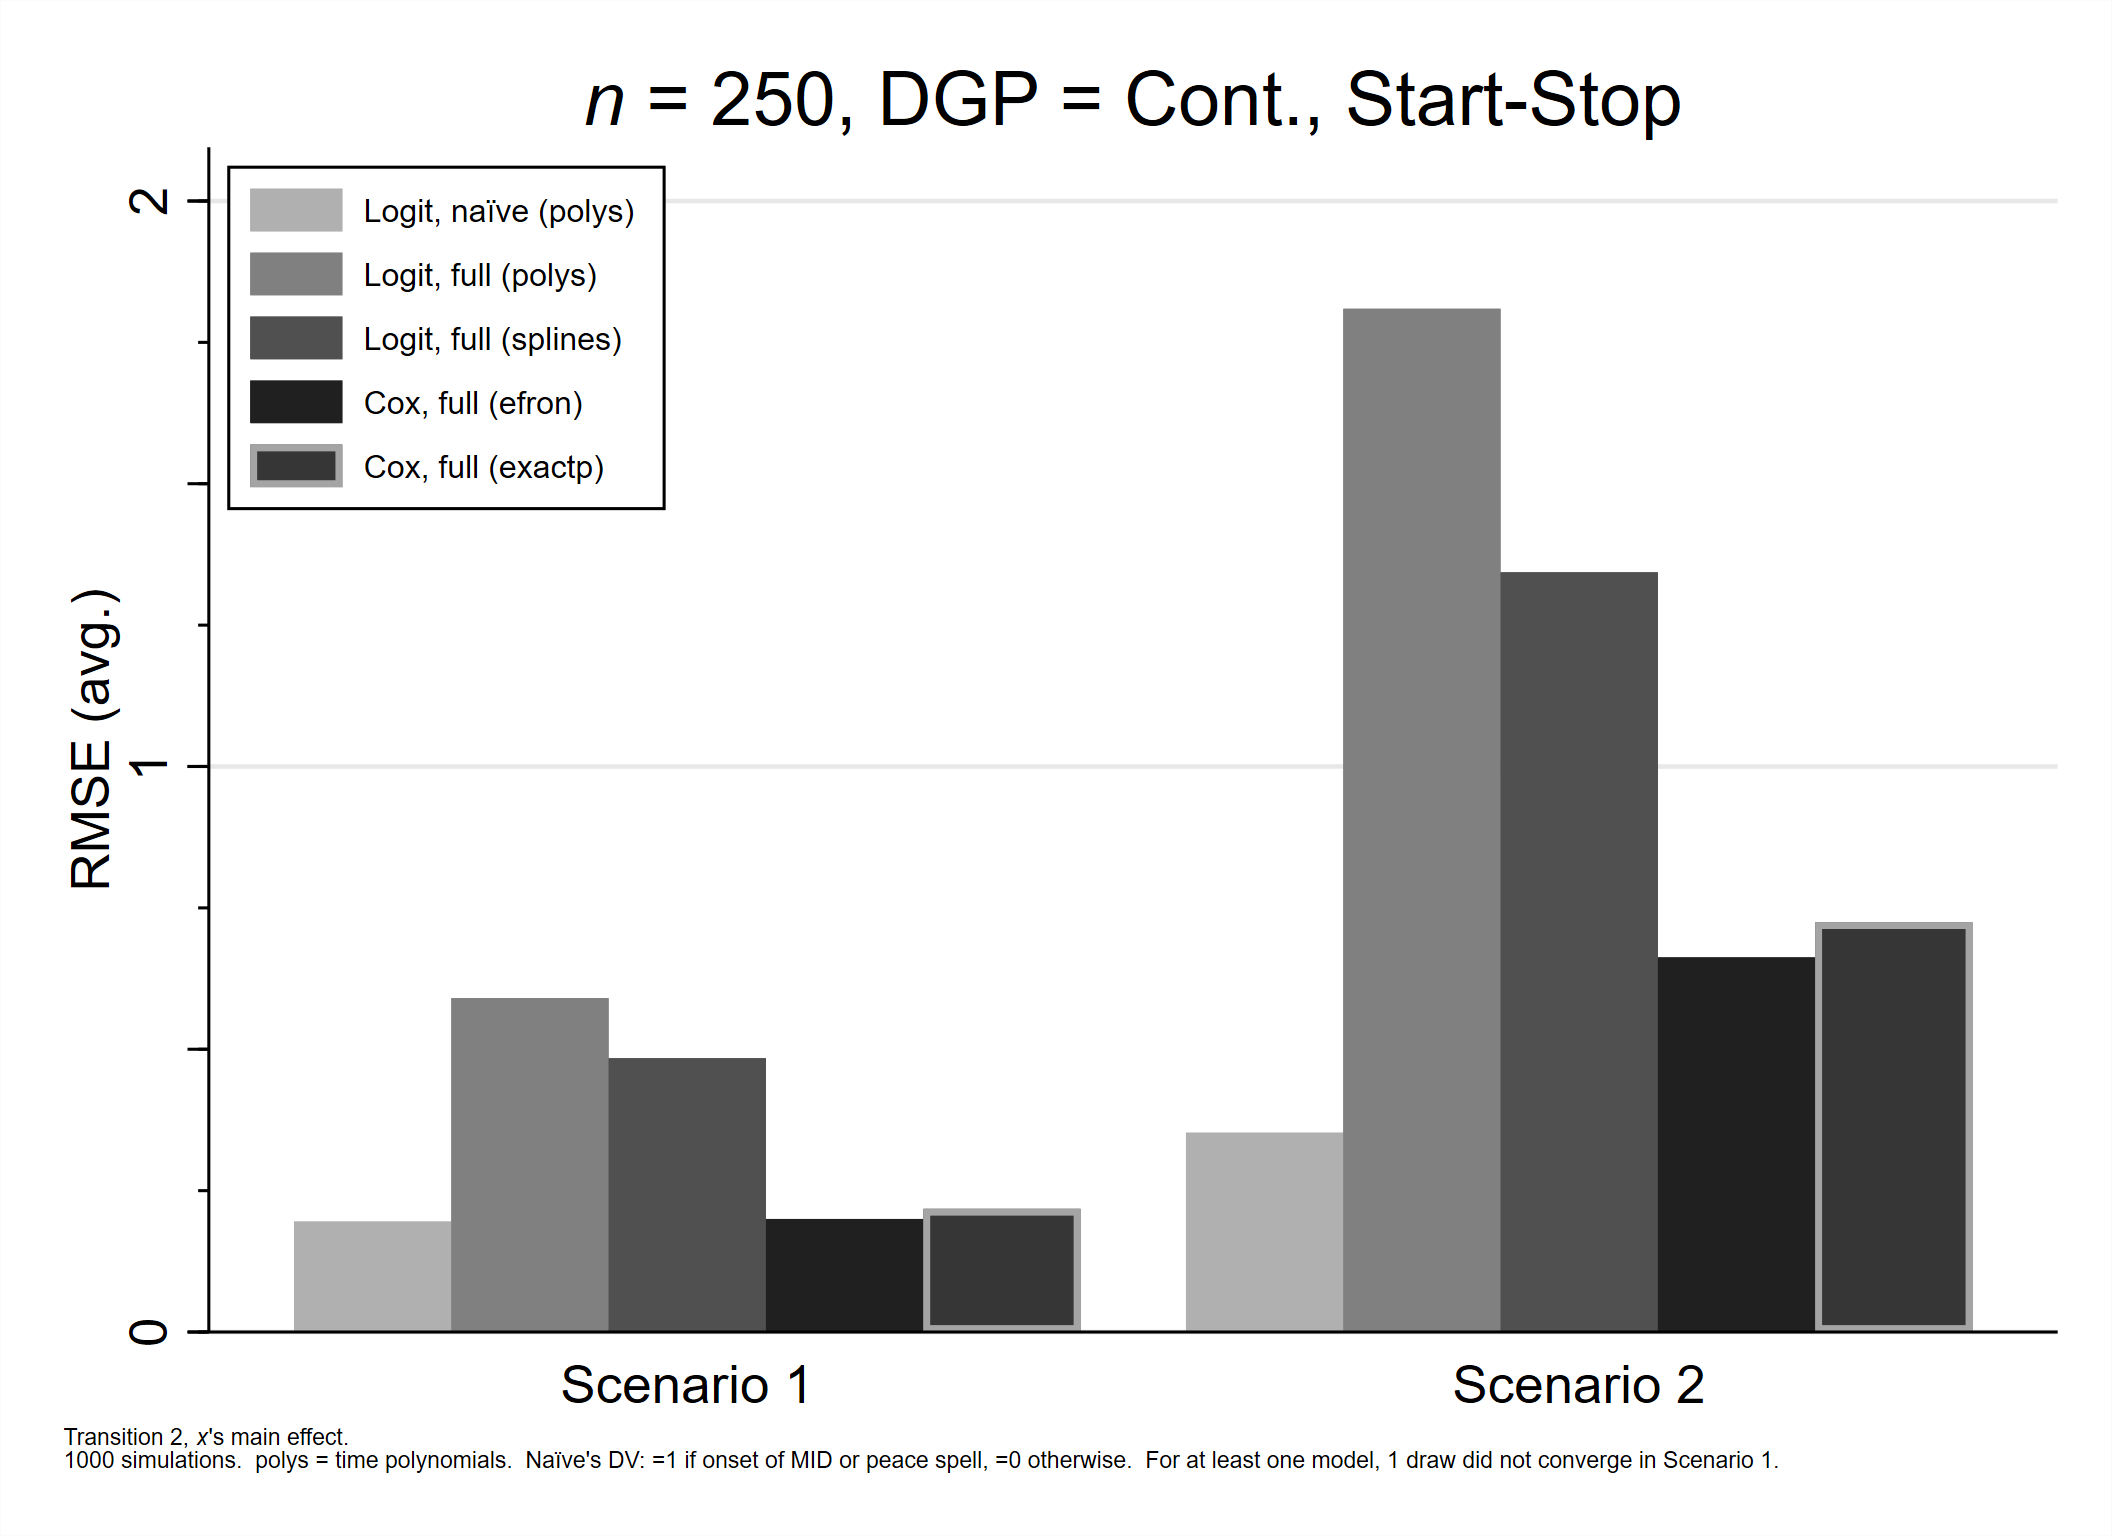 n = 250, DGP = Cont., Start-Stop
Logit, naïve (polys)
Logit, full (polys)
Logit, full (splines)
Cox, full (efron)
Cox, full (exactp)
RMSE (avg.)
2
1
0
Scenario 1
Scenario 2
Transition 2, x's main effect.
1000 simulations.  polys = time polynomials.  Naïve's DV: =1 if onset of MID or peace spell, =0 otherwise.  For at least one model, 1 draw did not converge in Scenario 1.